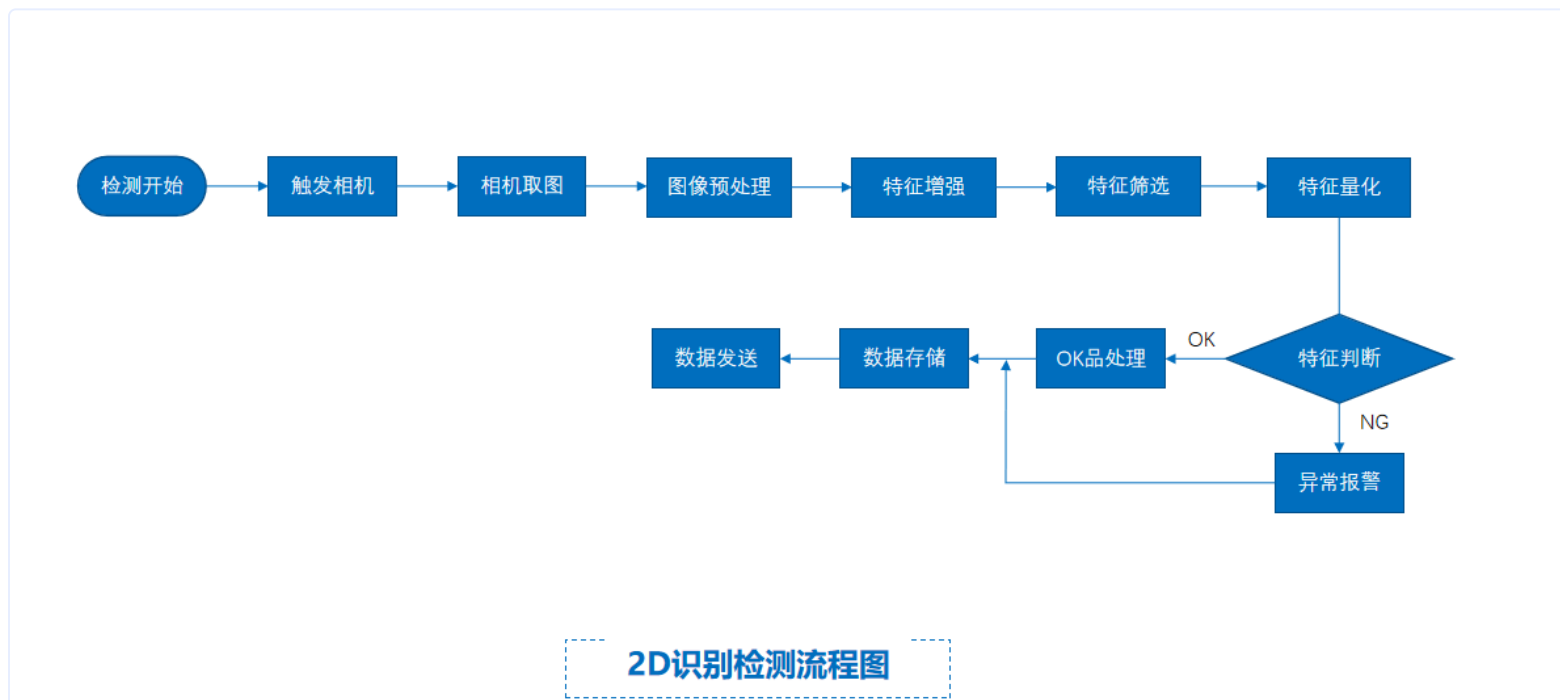 检测开始
触发相机
相机取图
图像预处理
特征增强
特征筛选
特征量化
数据发送
数据存储
OK品处理
OK
特征判断
NG
异常报警
2D识别检测流程图